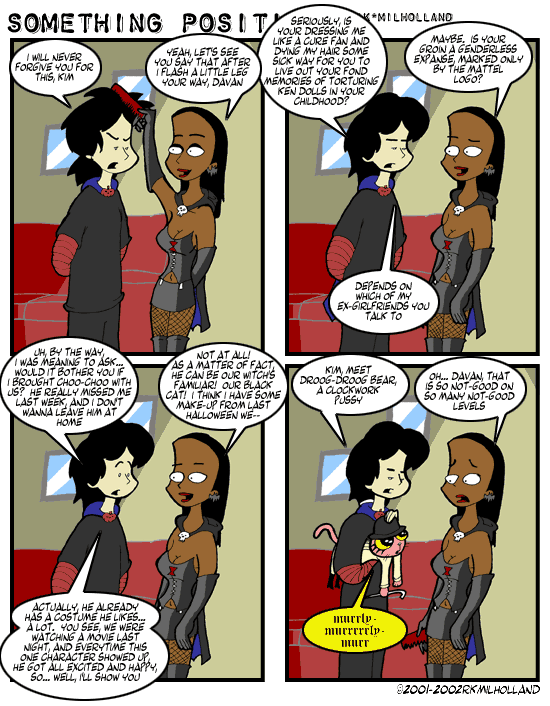 SOMETHING POSITI
K*MILHOLLAND
I WILL NEVER
FORGIVE YOU FOR
THIS, KIM
YEAH, LET'S SEE
YOU SAY THAT AFTER
I FLASH A LITTLE LEG
YOUR WAY, DAVAN
SERIOUSLY, IS
YOUR DRESSING ME
LIKE A CURE FAN AND
DYING MY HAIR SOME
SICK WAY FOR YOU TO
LIVE OUT YOUR FOND
MEMORIES OF TORTURING
KEN DOLLS IN YOUR
CHILDHOOD?
MAYBE. IS YOUR
GROIN A GENDERLESS
EXPANSE, MARKED ONLY
BY THE MATTEL
LOGO?
DEPENDS ON
WHICH OF MY
EX-GIRLFRIENDS YOU
TALK TO
UH, BY THE WAY,
I WAS MEANING TO ASK...
WOULD IT BOTHER YOU IF
I BROUGHT CHOO-CHOO WITH
US? HE REALLY MISSED ME
LAST WEEK, AND I DON'T
WANNA LEAVE HIM AT
HOME
NOT AT ALL!
AS A MATTER OF FACT,
HE CAN BE OUR WITCH'S
FAMILIAR! OUR BLACK
CAT! I THINK I HAVE SOME
MAKE-UP FROM LAST
HALLOWEEN WE--
ACTUALLY, HE ALREADY
HAS A COSTUME HE LIKES...
A LOT. YOU SEE, WE WERE
WATCHING A MOVIE LAST
NIGHT, AND EVERYTIME THIS
ONE CHARACTER SHOWED UP,
HE GOT ALL EXCITED AND HAPPY,
SO... WELL, I'LL SHOW YOU
KIM, MEET
DROOG-DROOG BEAR,
A CLOCKWORK
PUSSY
OH... DAVAN, THAT
IS SO NOT-GOOD ON
SO MANY NOT-GOOD
LEVELS
murrly-
murrrrrly-
murr
©2001-2002RKMILHOLLAND